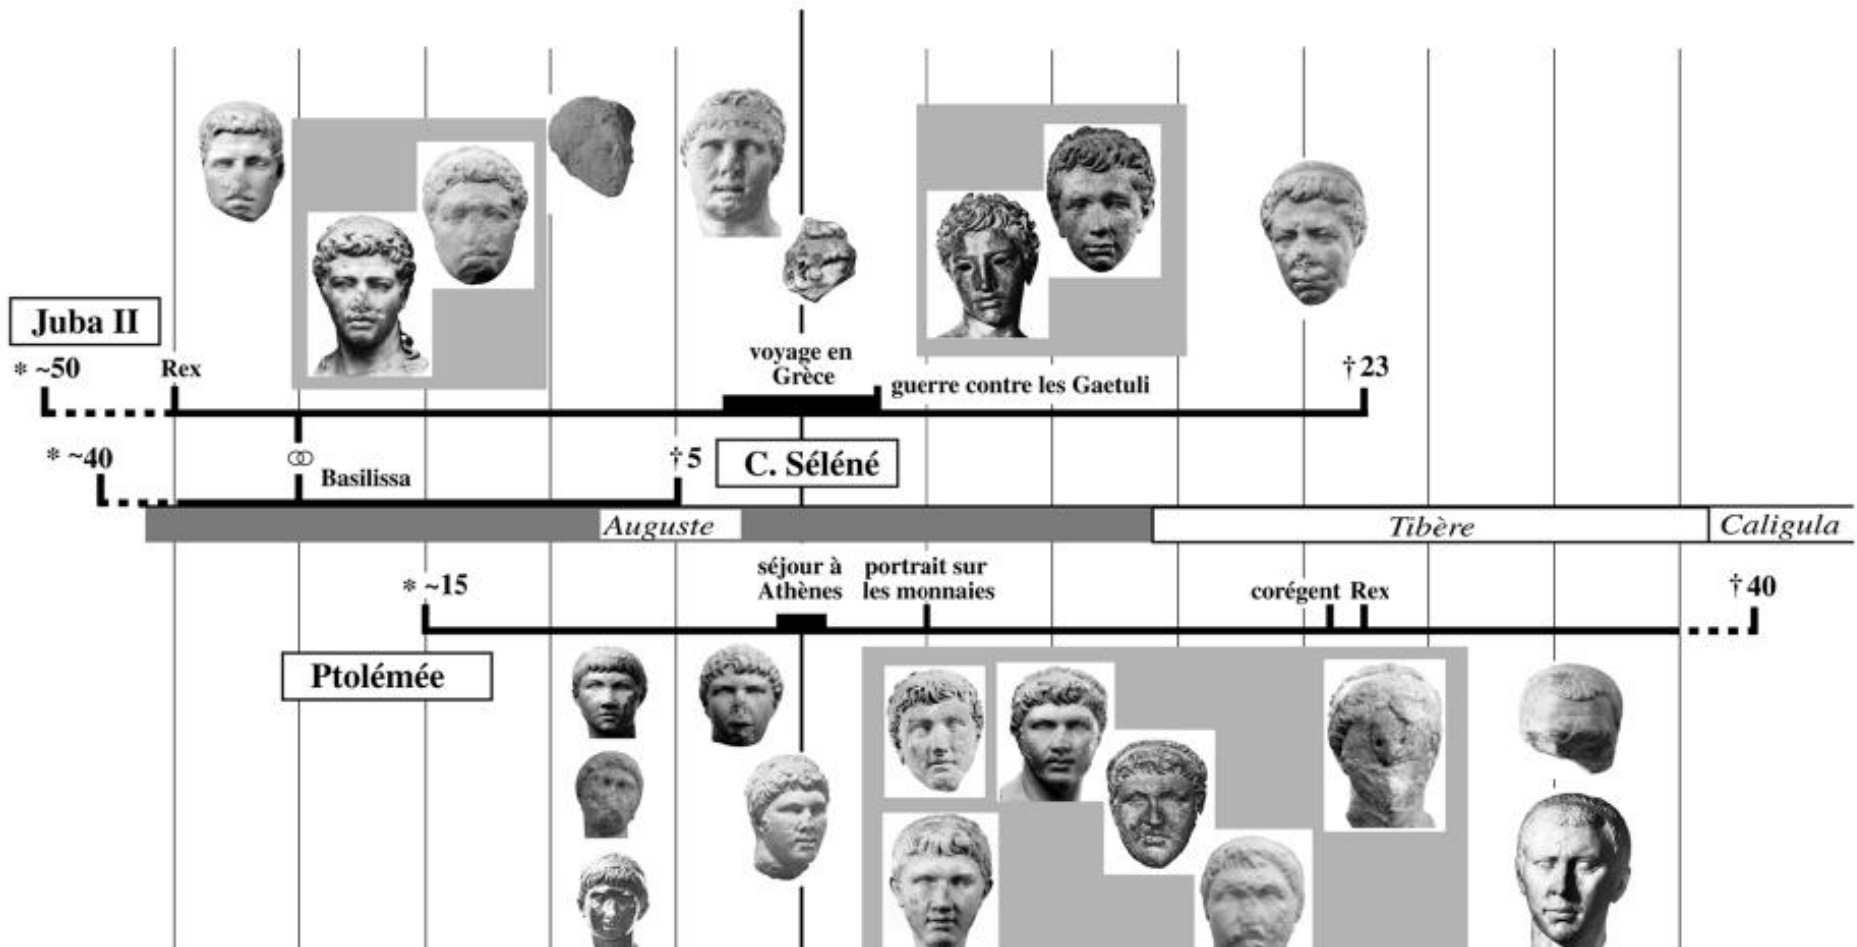 Juba II
* ~50
Rex
voyage en
Grèce
guerre contre les Gaetuli
† 23
* ~40
Basilissa
† 5
C. Séléné
Auguste
Tibère
Caligula
* ~15
séjour à
Athènes
portrait sur
les monnaies
corégent
Rex
† 40
Ptolémée